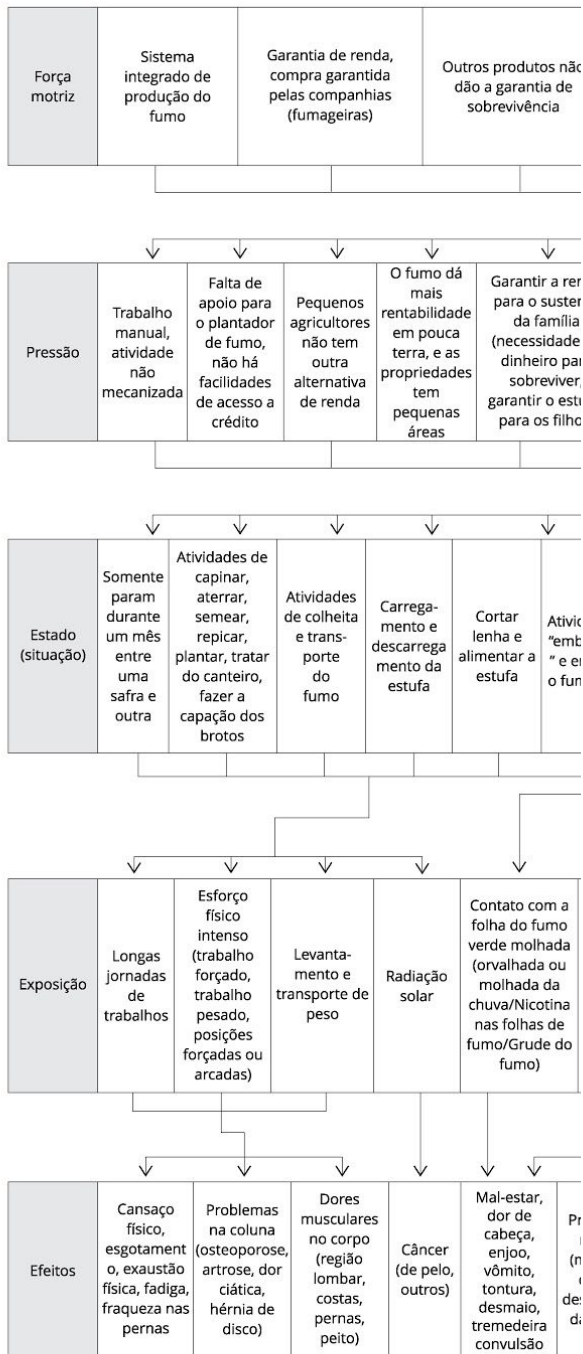 Força
motriz
Sistema
integrado de
produção do
fumo
Garantia de renda,
compra garantida
pelas companhias
(fumageiras)
Outros produtos não
dão a garantia de
sobrevivência
Pressão
Trabalho
manual,
atividade
não
mecanizada
Falta de
apoio para
o plantador
de fumo,
não há
facilidades
de acesso a
crédito
Pequenos
agricultores
não tem
outra
alternativa
de renda
O fumo dá
mais
rentabilidade
em pouca
terra, e as
propriedades
tem
pequenas
áreas
Garantir a
para o
da família
(necessidade
dinheiro
sobreviver,
garantir o
para os
Estado
(situação)
Somente
param
durante
um mês
entre
uma
safra e
outra
Atividades de
capinar,
aterrar,
semear,
repicar,
plantar, tratar
do canteiro,
fazer a
capação dos
brotos
Atividades
de colheita
e trans-
porte
do
fumo
Carrega-
mento e
descarrega
mento da
estufa
Cortar
lenha e
alimentar a
estufa
” e
o
Exposição
Longas
jornadas
de
trabalhos
Esforço
físico
intenso
(trabalho
forçado,
trabalho
pesado,
posições
forçadas ou
arcadas)
Levanta-
mento e
transporte de
peso
Radiação
solar
Contato com a
folha do fumo
verde molhada
(orvalhada ou
molhada da
chuva/Nicotina
nas folhas de
fumo/Grude do
fumo)
Efeitos
Cansaço
físico,
esgotament
o, exaustão
física, fadiga,
fraqueza nas
pernas
Problemas
na coluna
(osteoporose,
artrose, dor
ciática,
hérnia de
disco)
Dores
musculares
no corpo
(região
lombar,
costas,
pernas,
peito)
Câncer
(de pelo,
outros)
Mal-estar,
dor de
cabeça,
enjoo,
vômito,
tontura,
desmaio,
tremedeira
convulsão